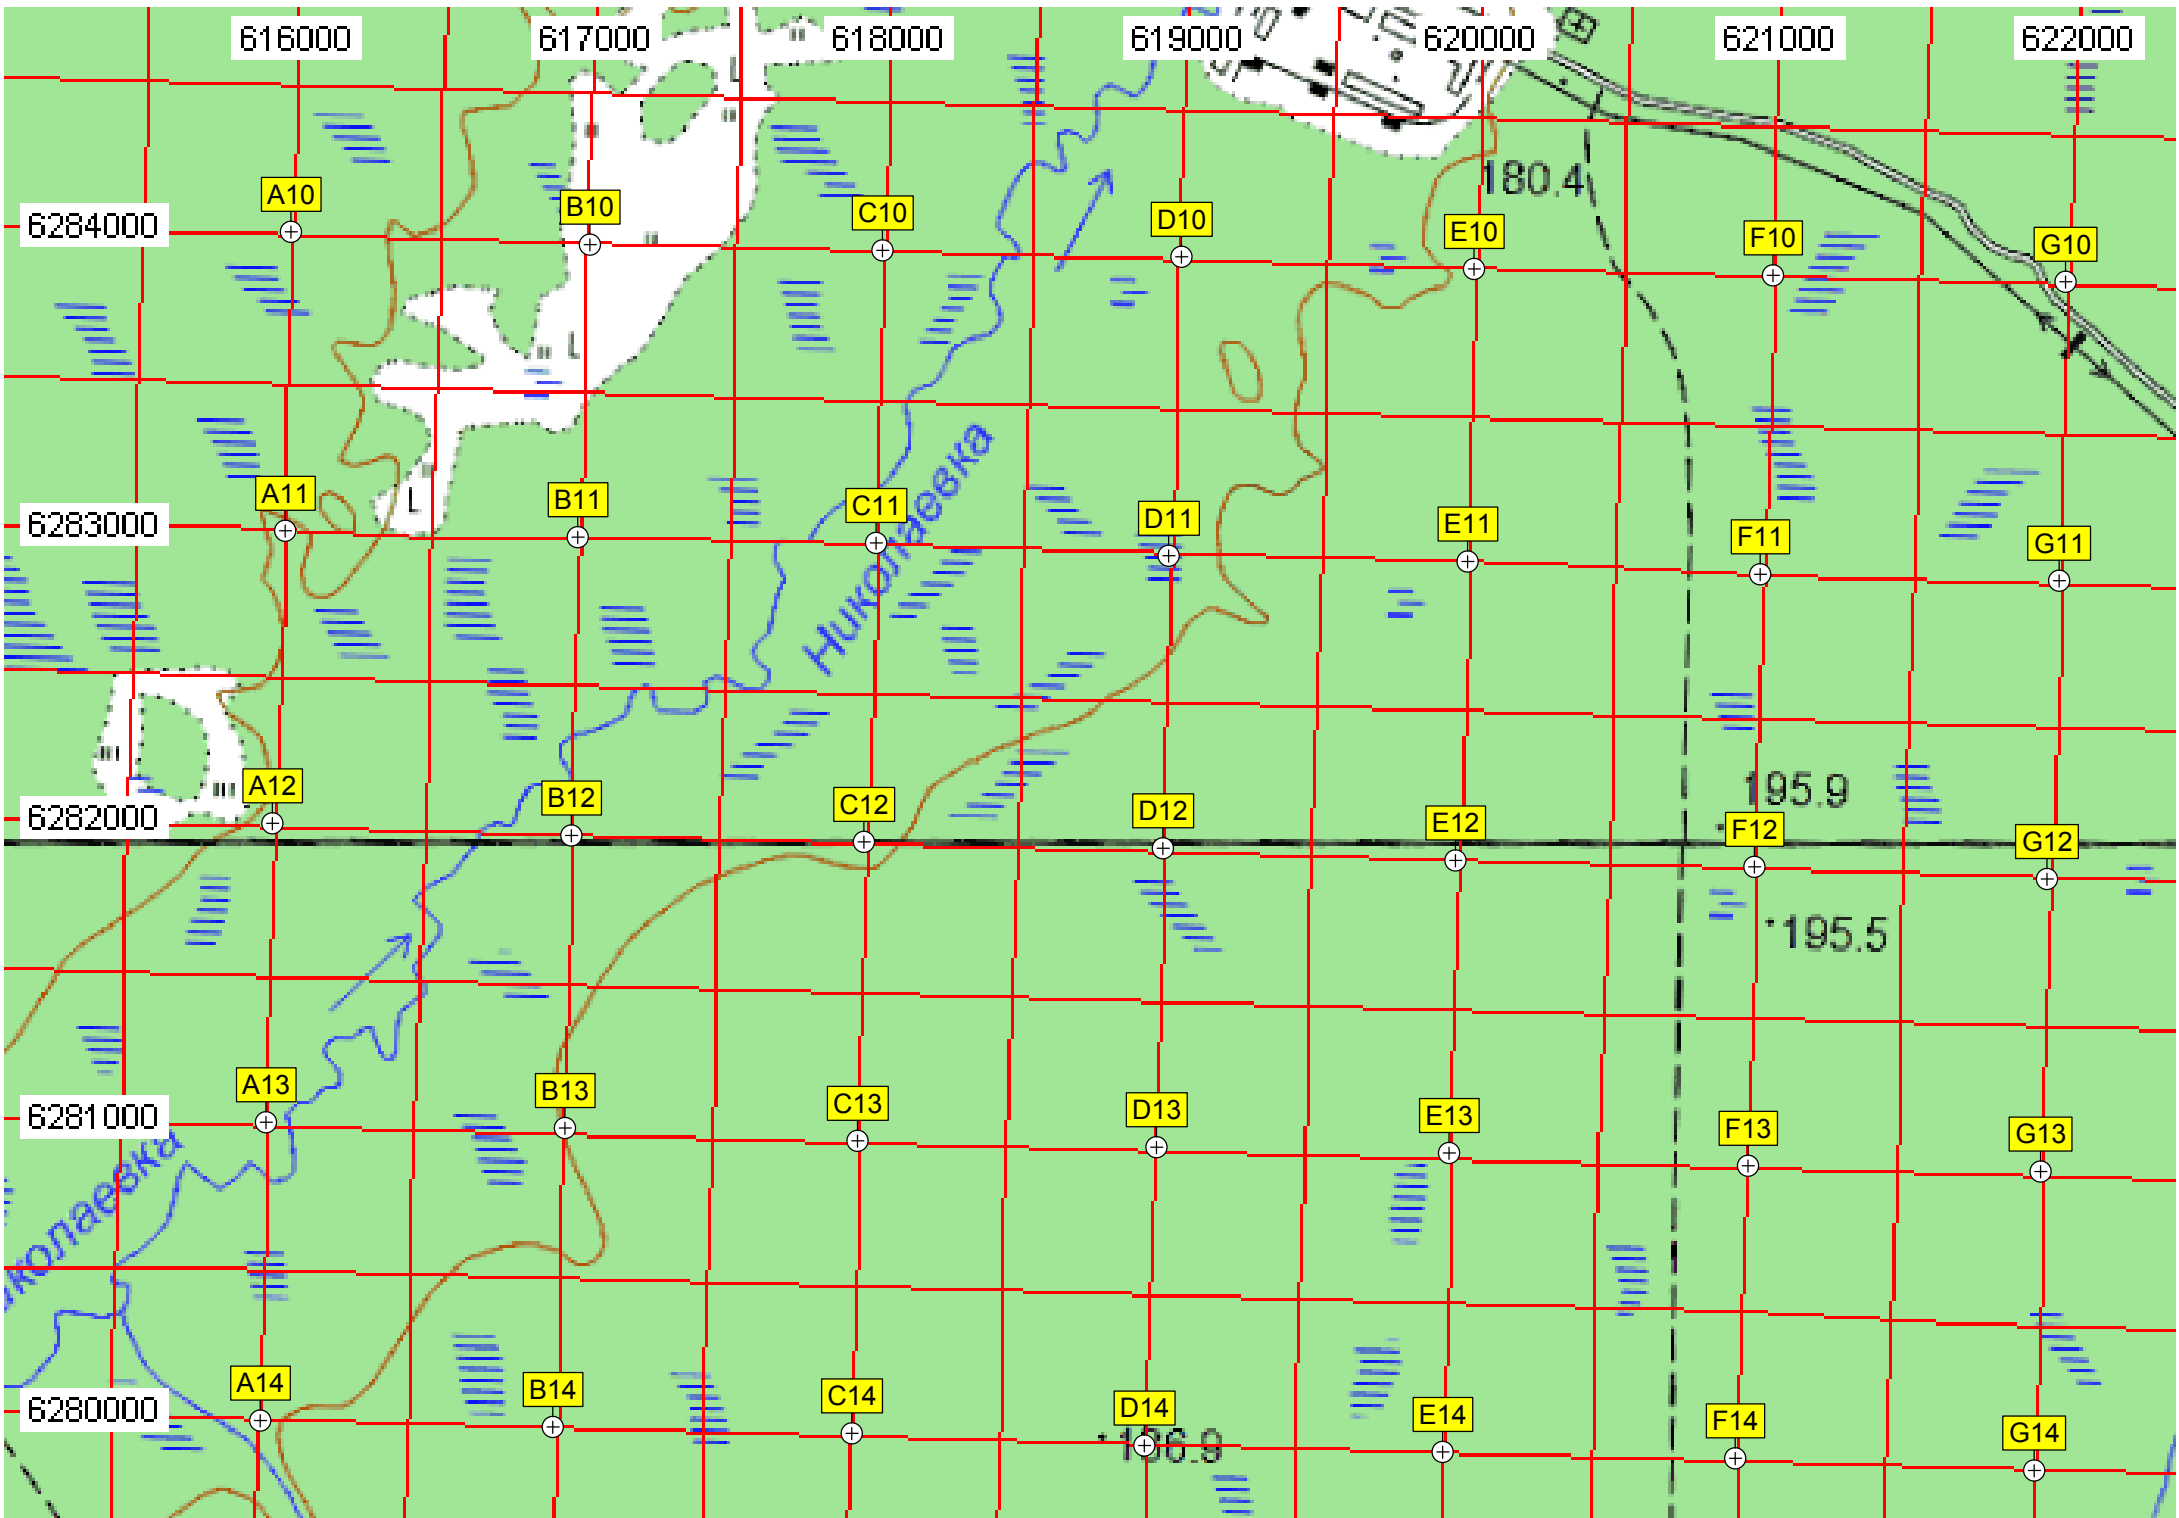 616000 617000 618000 619000 620000 621000 622000
L
180.4
A10 B10 C10 D10 E10 F10 G10
6284000
L
Николаевка
L
A11 B11 C11 D11 E11 F11 G11
6283000
195.9
A12 B12 C12 D12 E12 F12 G12
6282000
195.5
A13 B13 C13 D13 E13 F13 G13
6281000
иколаевка
A14 B14 C14 D14 E14 F14 G14
6280000